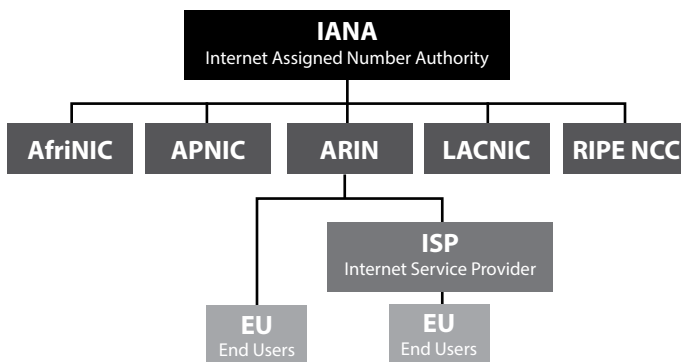 IANA
Internet Assigned Number Authority
AfriNIC
APNIC
ARIN
LACNIC
RIPE NCC
ISP
Internet Service Provider
EU
End Users
EU
End Users